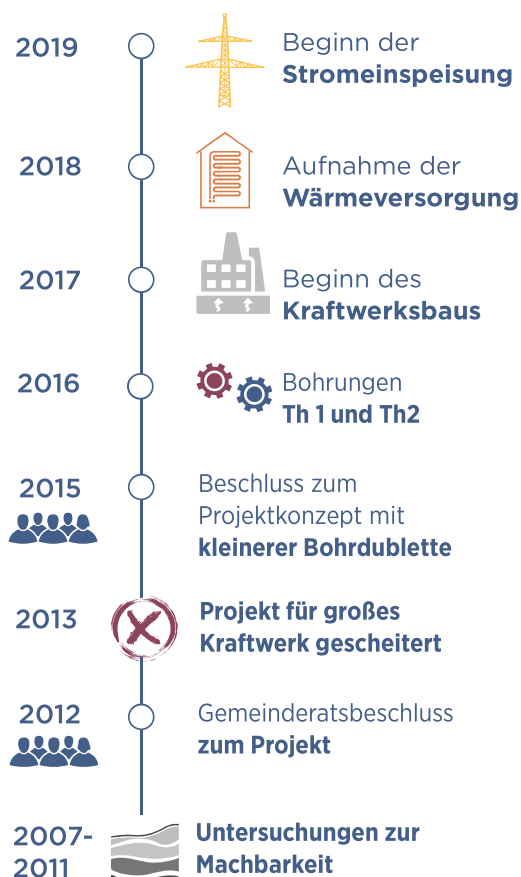 2019
Beginn der
Stromeinspeisung
2018
Aufnahme der
Wärmeversorgung
2017
Beginn des
Kraftwerksbaus
2016
Bohrungen
Th 1 und Th2
2015
Beschluss zum
Projektkonzept mit
kleinerer Bohrdublette
2013
Projekt für großes
Kraftwerk gescheitert
2012
Gemeinderatsbeschluss
zum Projekt
2007-
2011
Untersuchungen zur
Machbarkeit